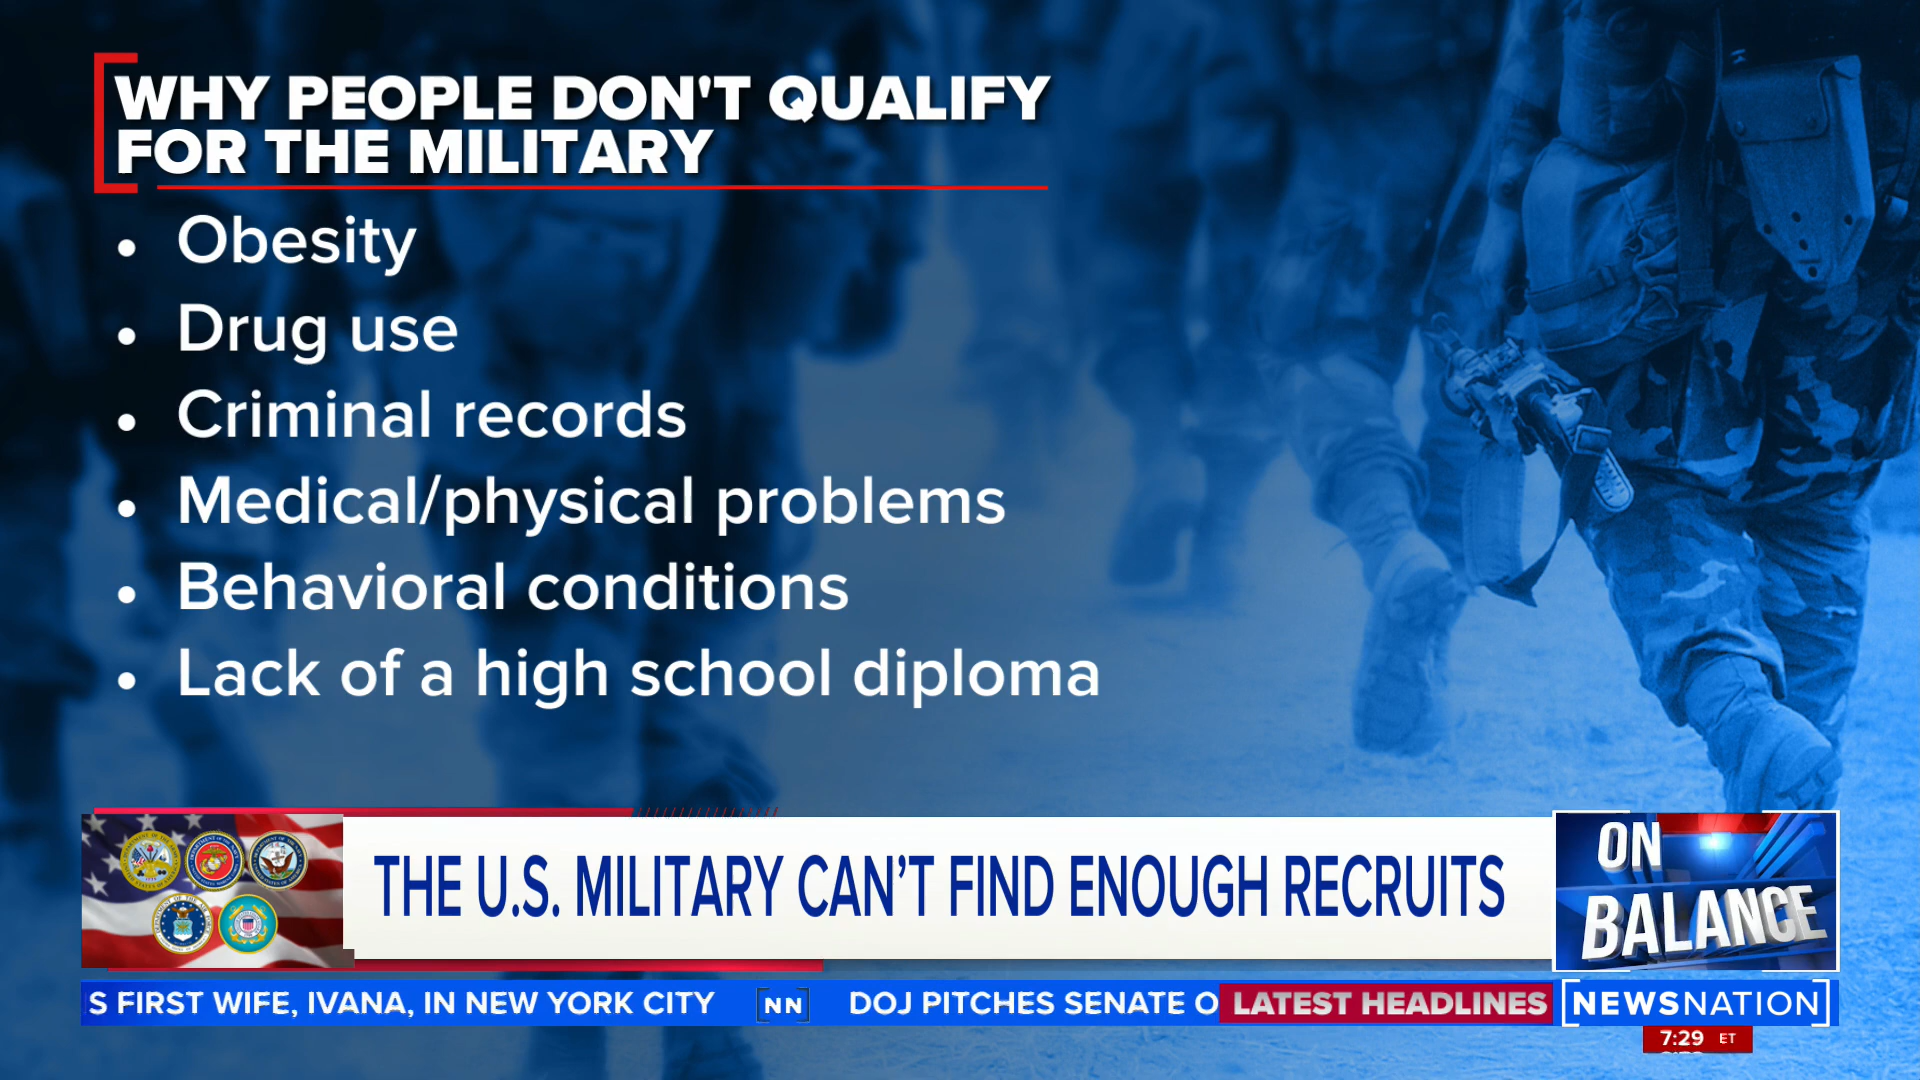 WHY PEOPLE DON'T QUALIFY
FOR THE MILITARY
• Obesity
• Drug use
• Criminal records
• Medical/physical problems
• Behavioral conditions
• Lack of a high school diploma
THE U.S. MILITARY CAN'T FIND ENOUGH RECRUITS
ON
BALANCE
S FIRST WIFE, IVANA, IN NEW YORK CITY [NN] DOJ PITCHES SENATE O LATEST HEADLINES [NEWSNATION]
7:29 ET